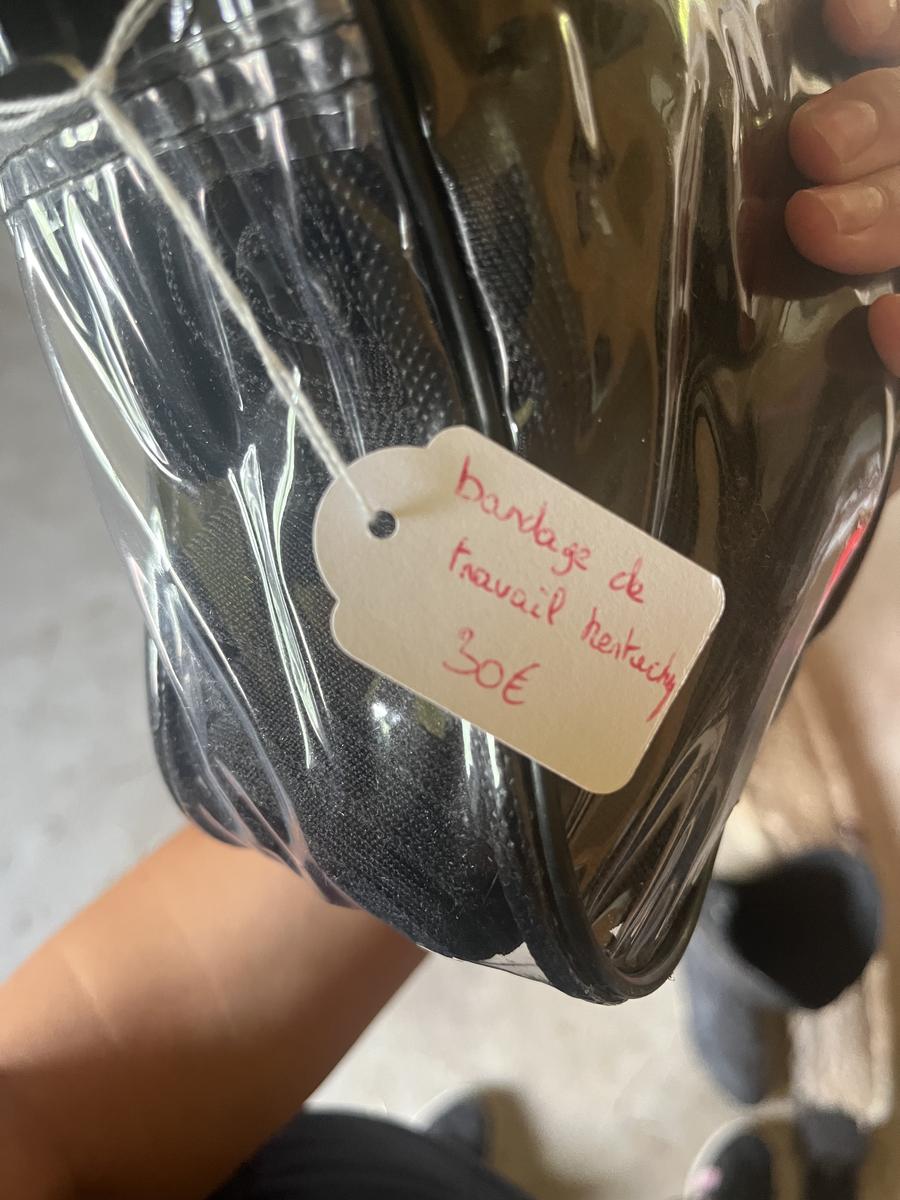 bandage de
travail kentucky
30€